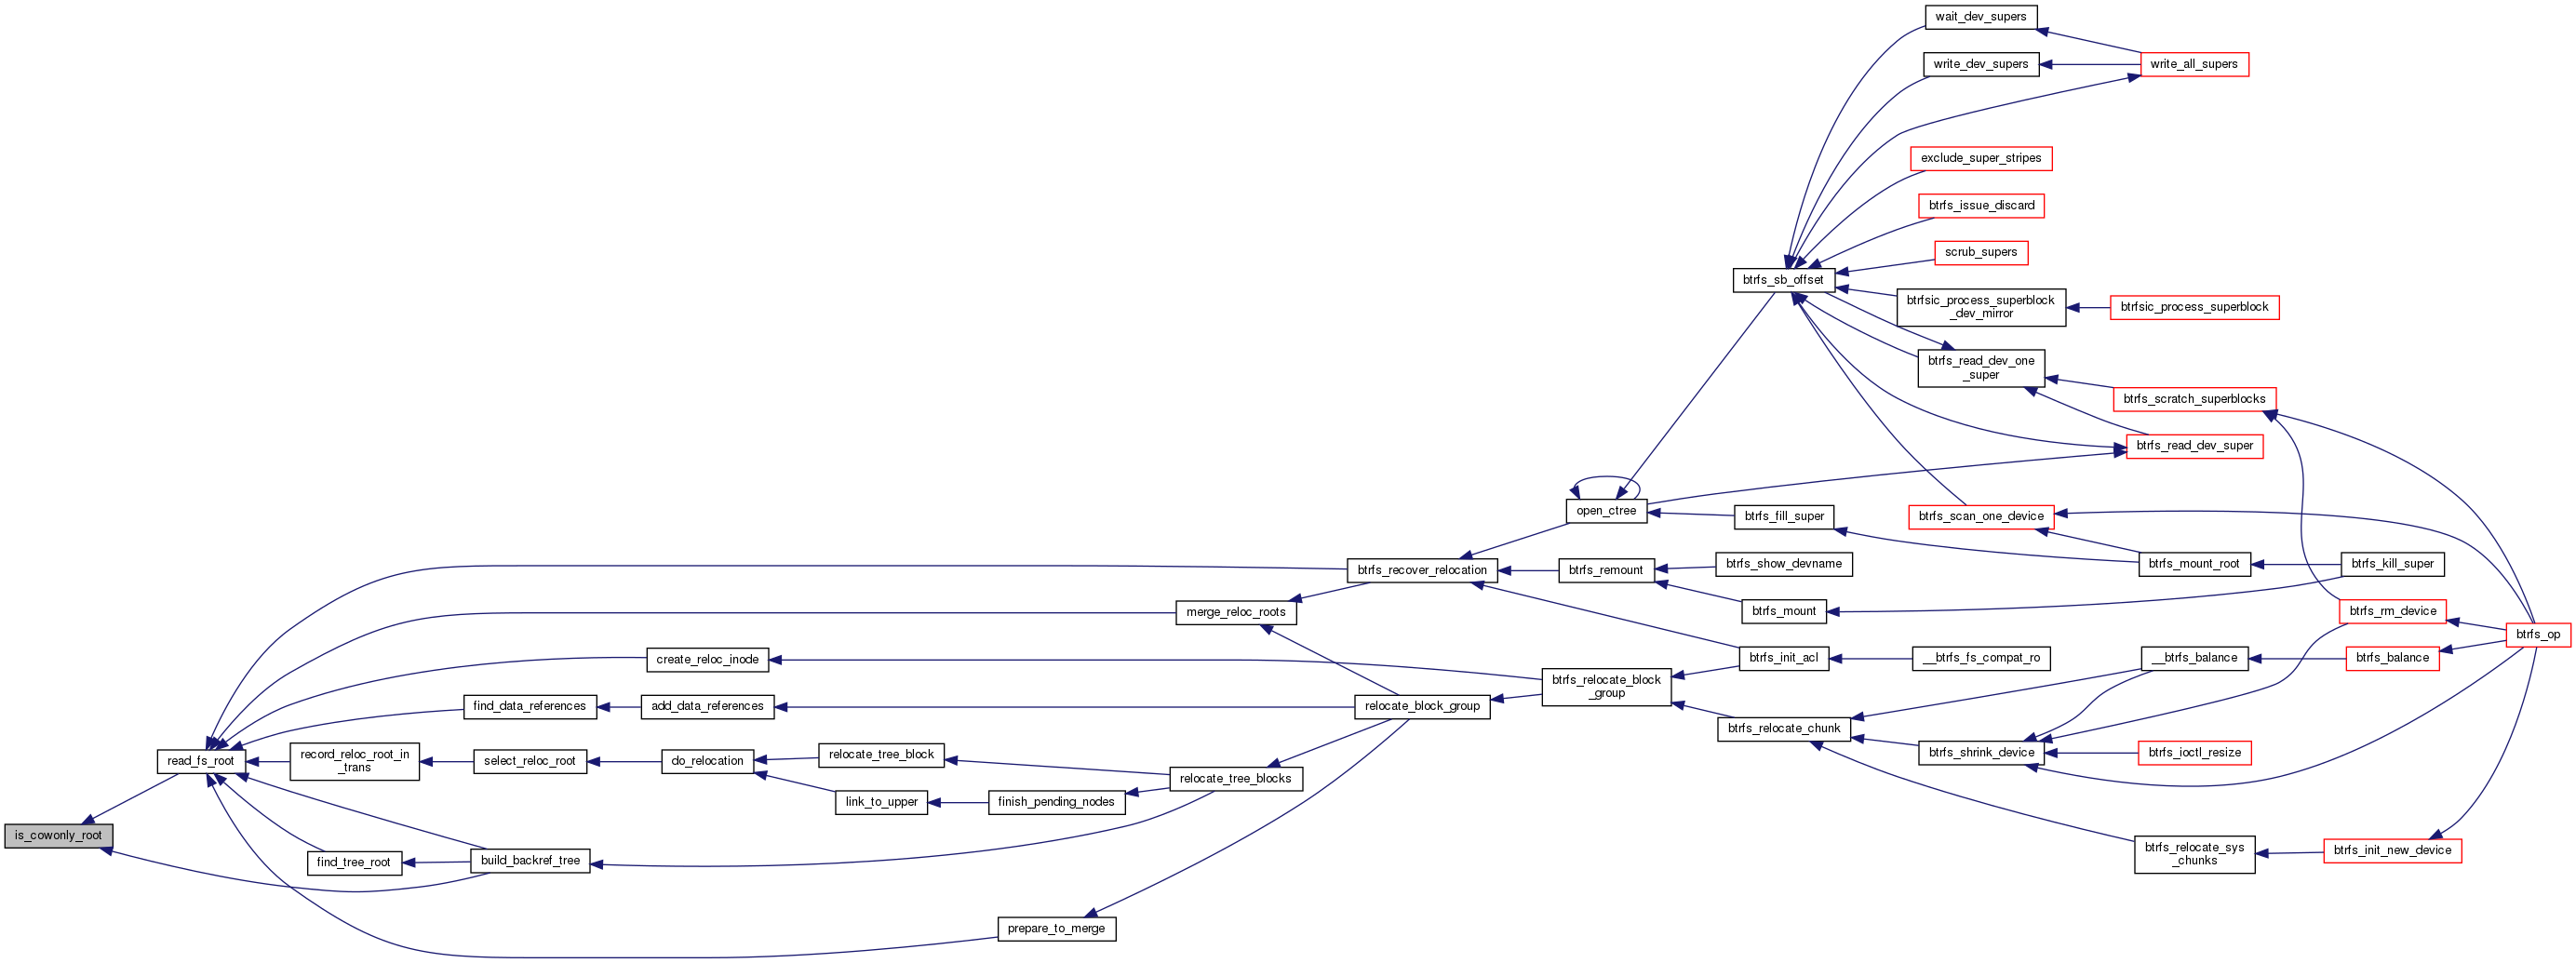 wait_dev_supers
write_dev_supers
write_all_supers
exclude_super_stripes
btrfs_issue_discard
scrub_supers
btrfs_sb_offset
btrfsic_process_superblock
_dev_mirror
btrfsic_process_superblock
btrfs_read_dev_one
_super
btrfs_scratch_superblocks
btrfs_read_dev_super
open_ctree
btrfs_fill_super
btrfs_scan_one_device
btrfs_recover_relocation
btrfs_remount
btrfs_show_devname
btrfs_mount_root
btrfs_kill_super
merge_reloc_roots
btrfs_mount
btrfs_rm_device
btrfs_op
create_reloc_inode
btrfs_init_acl
__btrfs_fs_compat_ro
__btrfs_balance
btrfs_balance
btrfs_relocate_block
_group
find_data_references
add_data_references
relocate_block_group
btrfs_relocate_chunk
read_fs_root
record_reloc_root_in
_trans
select_reloc_root
do_relocation
relocate_tree_block
relocate_tree_blocks
btrfs_shrink_device
btrfs_ioctl_resize
link_to_upper
finish_pending_nodes
is_cowonly_root
find_tree_root
build_backref_tree
btrfs_relocate_sys
_chunks
btrfs_init_new_device
prepare_to_merge